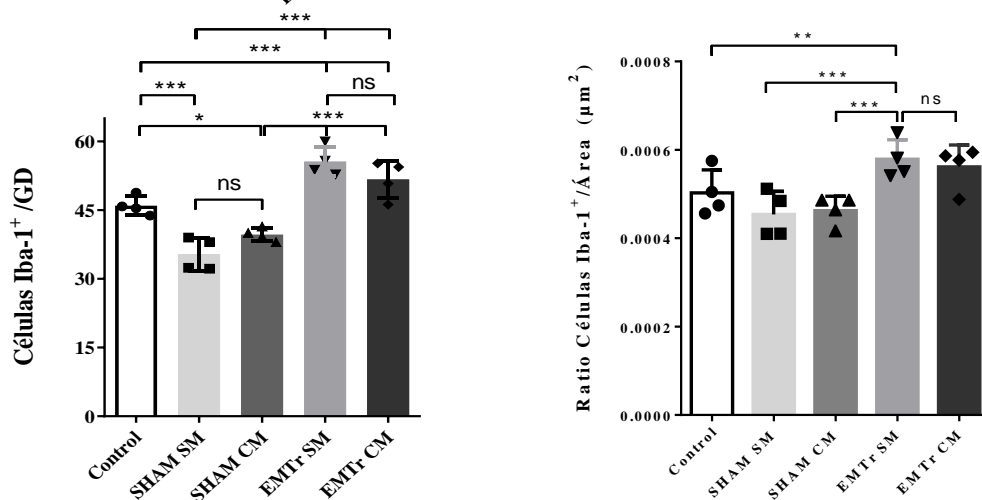 ***
***
***
ns
*
***
ns
Células Iba-1⁺ /GD
60
45
30
15
0
Control
SHAM SM
SHAM CM
EMTr SM
EMTr CM
**
***
***
ns
Ratio Células Iba-1⁺/Área (µm²)
0.0008
0.0006
0.0004
0.0002
0.0000
Control
SHAM SM
SHAM CM
EMTr SM
EMTr CM